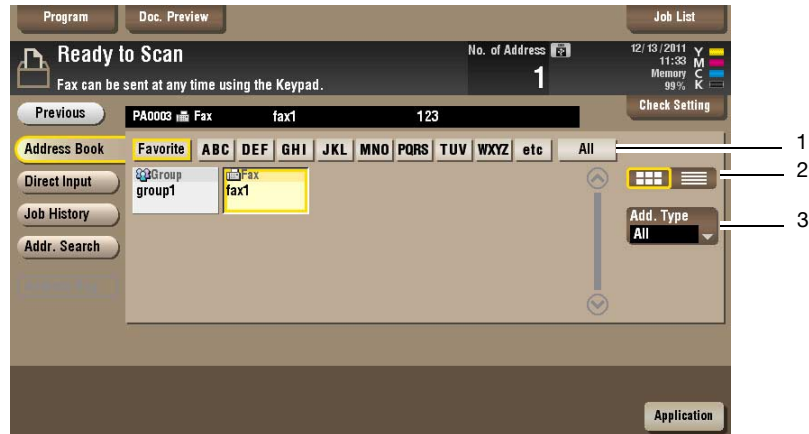 Program Doc. Preview Job List
Ready to Scan No. of Address 12/13/2011 Y
11:33 M
Memory C
99% K
Fax can be sent at any time using the Keypad. 1
Previous PA0003 Fax fax1 123 Check Setting
Address Book Favorite ABC DEF GHI JKL MNO PQRS TUV WXYZ etc All 1
Direct Input Group Fax 2
group1 fax1
Job History Add. Type 3
All
Addr. Search
Application